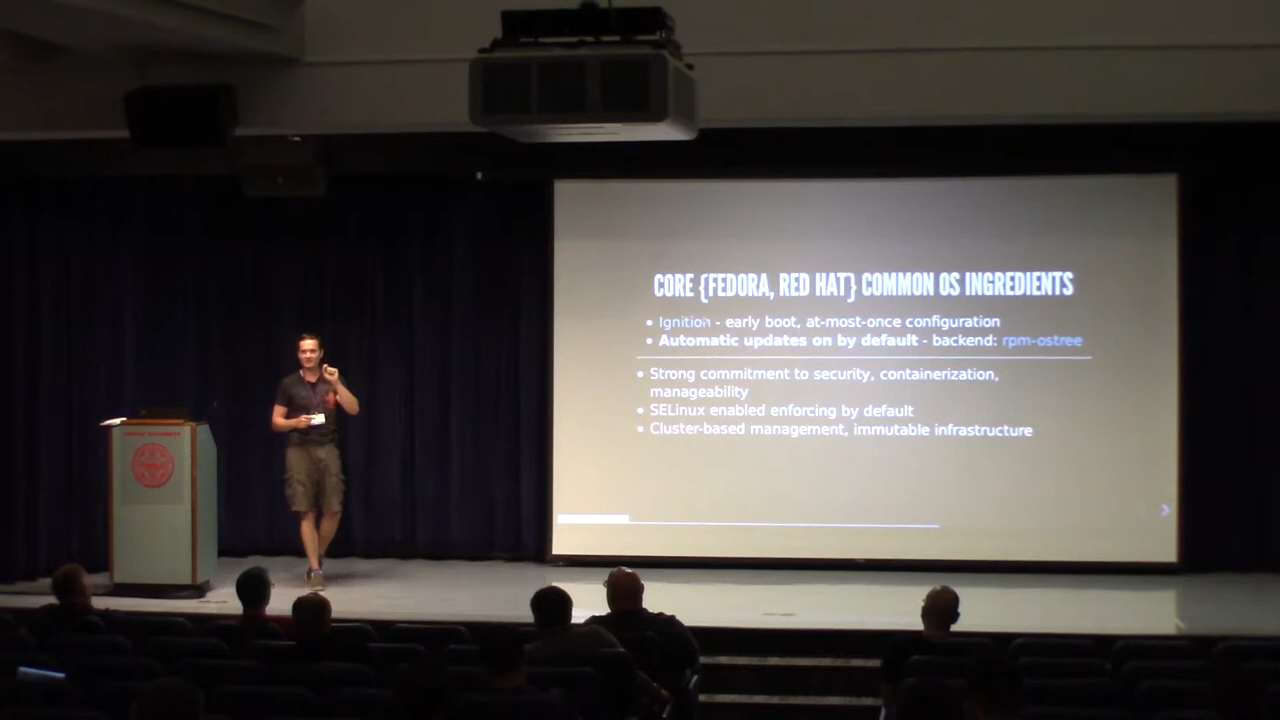 CORE {FEDORA, RED HAT} COMMON OS INGREDIENTS
• Ignition - early boot, at-most-once configuration
• Automatic updates on by default - backend: rpm-ostree
• Strong commitment to security, containerization,
manageability
• SELinux enabled enforcing by default
• Cluster-based management, immutable infrastructure